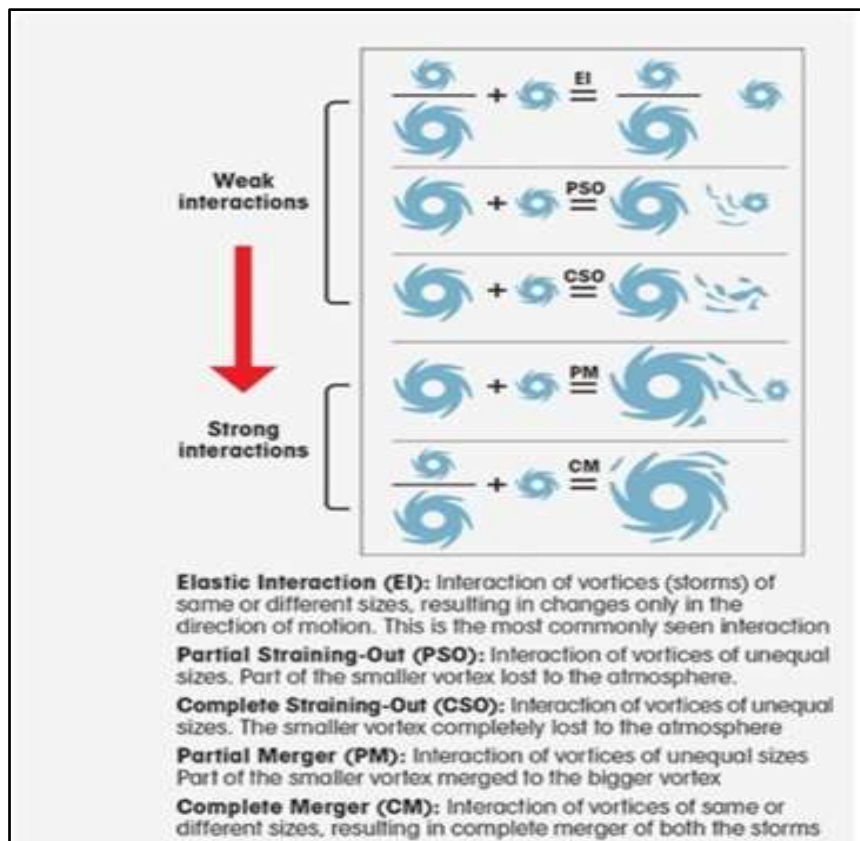 EI
+
=
Weak
interactions
PSO
+
=
CSO
+
=
PM
+
=
Strong
interactions
CM
+
=
Elastic Interaction (EI): Interaction of vortices (storms) of
same or different sizes, resulting in changes only in the
direction of motion. This is the most commonly seen interaction
Partial Straining-Out (PSO): Interaction of vortices of unequal
sizes. Part of the smaller vortex lost to the atmosphere.
Complete Straining-Out (CSO): Interaction of vortices of unequal
sizes. The smaller vortex completely lost to the atmosphere
Partial Merger (PM): Interaction of vortices of unequal sizes
Part of the smaller vortex merged to the bigger vortex
Complete Merger (CM): Interaction of vortices of same or
different sizes, resulting in complete merger of both the storms